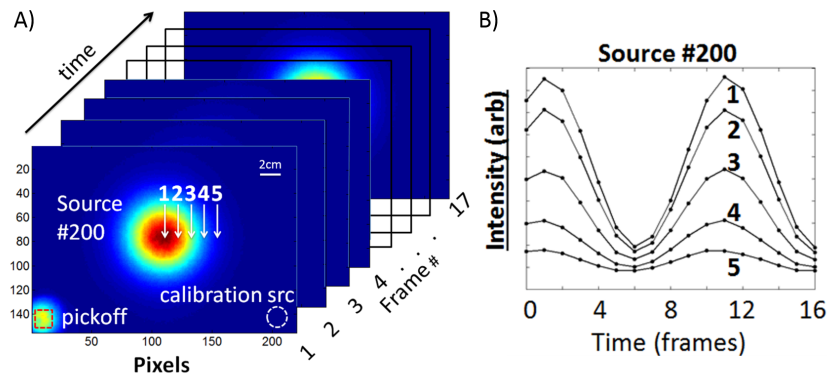 A)
time
2cm
12345
Source
#200
calibration src
pickoff
20
40
60
80
100
120
140
50
100
150
200
Pixels
1
2
3
4
. . .
17
Frame #
B)
Source #200
Intensity (arb)
1
2
3
4
5
0
4
8
12
16
Time (frames)